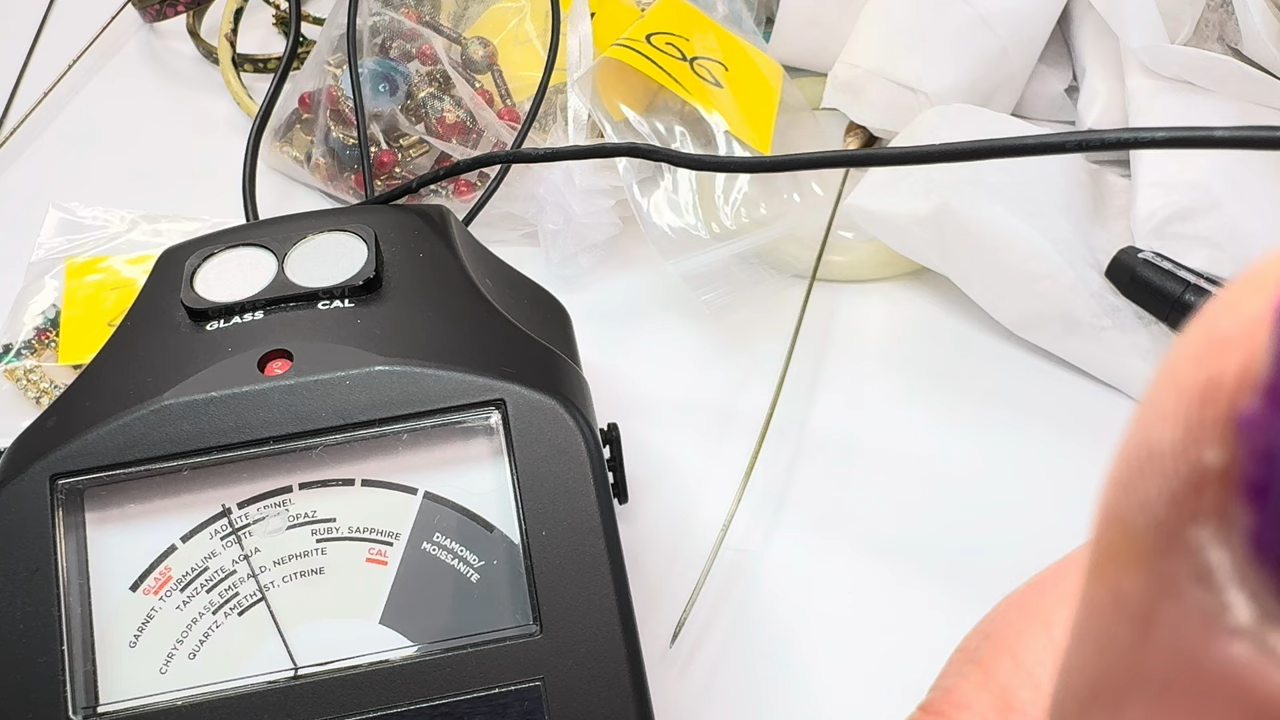 166
GLASS CAL
JADEITE, SPINEL
TOPAZ
GARNET, TOURMALINE, IOLITE
RUBY, SAPPHIRE
GLASS
CAL
TANZANITE, AQUA
CHRYSOPRASE, EMERALD, NEPHRITE
QUARTZ, AMETHYST, CITRINE
DIAMOND/
MOISSANITE